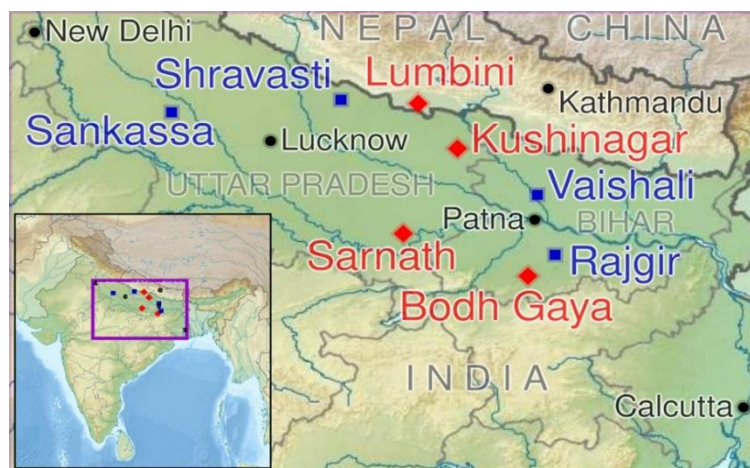 New Delhi
NEPAL
CHINA
Shravasti
Lumbini
Kathmandu
Sankassa
Lucknow
Kushinagar
UTTAR PRADESH
Vaishali
Patna
BIHAR
Sarnath
Rajgir
Bodh Gaya
INDIA
Calcutta